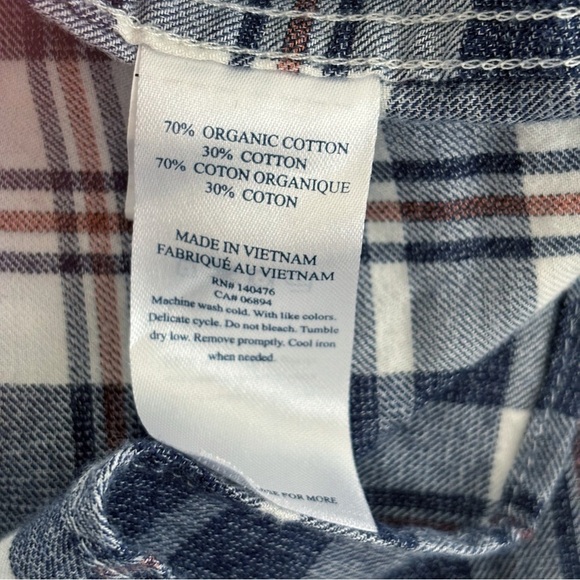 70% ORGANIC COTTON
30% COTTON
70% COTON ORGANIQUE
30% COTON
MADE IN VIETNAM
FABRIQUÉ AU VIETNAM
RN# 140476
CA# 06894
Machine wash cold. With like colors.
Delicate cycle. Do not bleach. Tumble
dry low. Remove promptly. Cool iron
when needed.
FOR MORE